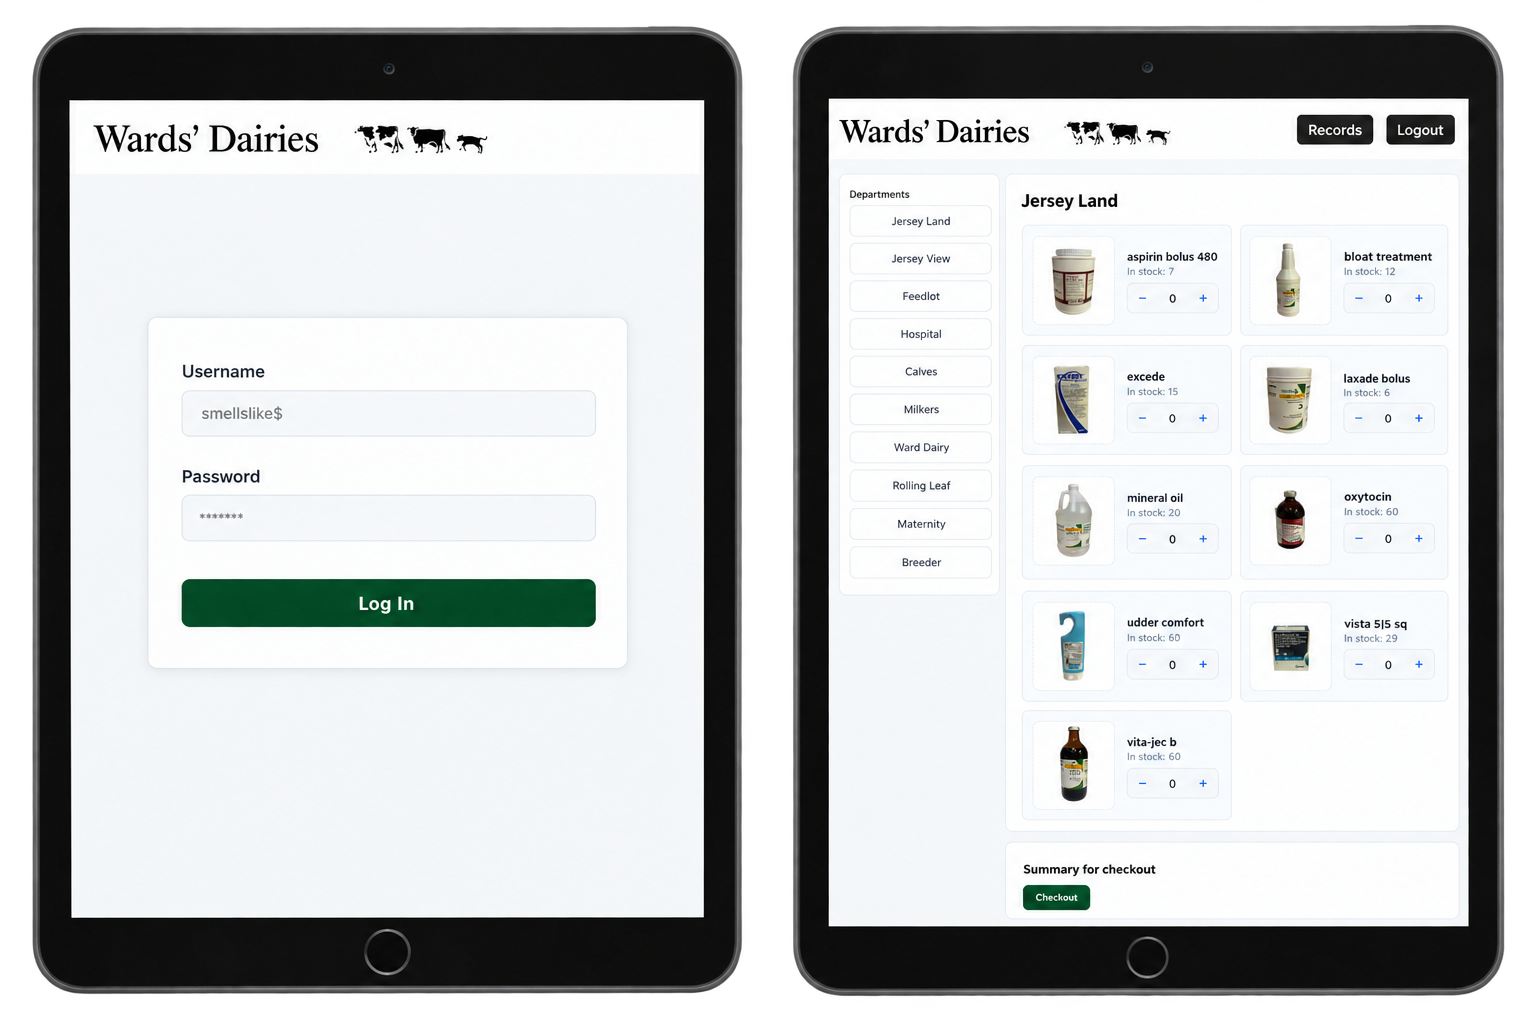 Wards’ Dairies
Username
smellslike$
Password
*******
Log In
Wards’ Dairies
Records
Logout
Departments
Jersey Land
Jersey View
Feedlot
Hospital
Calves
Milkers
Ward Dairy
Rolling Leaf
Maternity
Breeder
Jersey Land
aspirin bolus 480
In stock: 7
− 0 +
bloat treatment
In stock: 12
− 0 +
excede
In stock: 15
− 0 +
laxade bolus
In stock: 6
− 0 +
mineral oil
In stock: 20
− 0 +
oxytocin
In stock: 60
− 0 +
udder comfort
In stock: 60
− 0 +
vista 5|5 sq
In stock: 29
− 0 +
vita-jec b
In stock: 60
− 0 +
Summary for checkout
Checkout